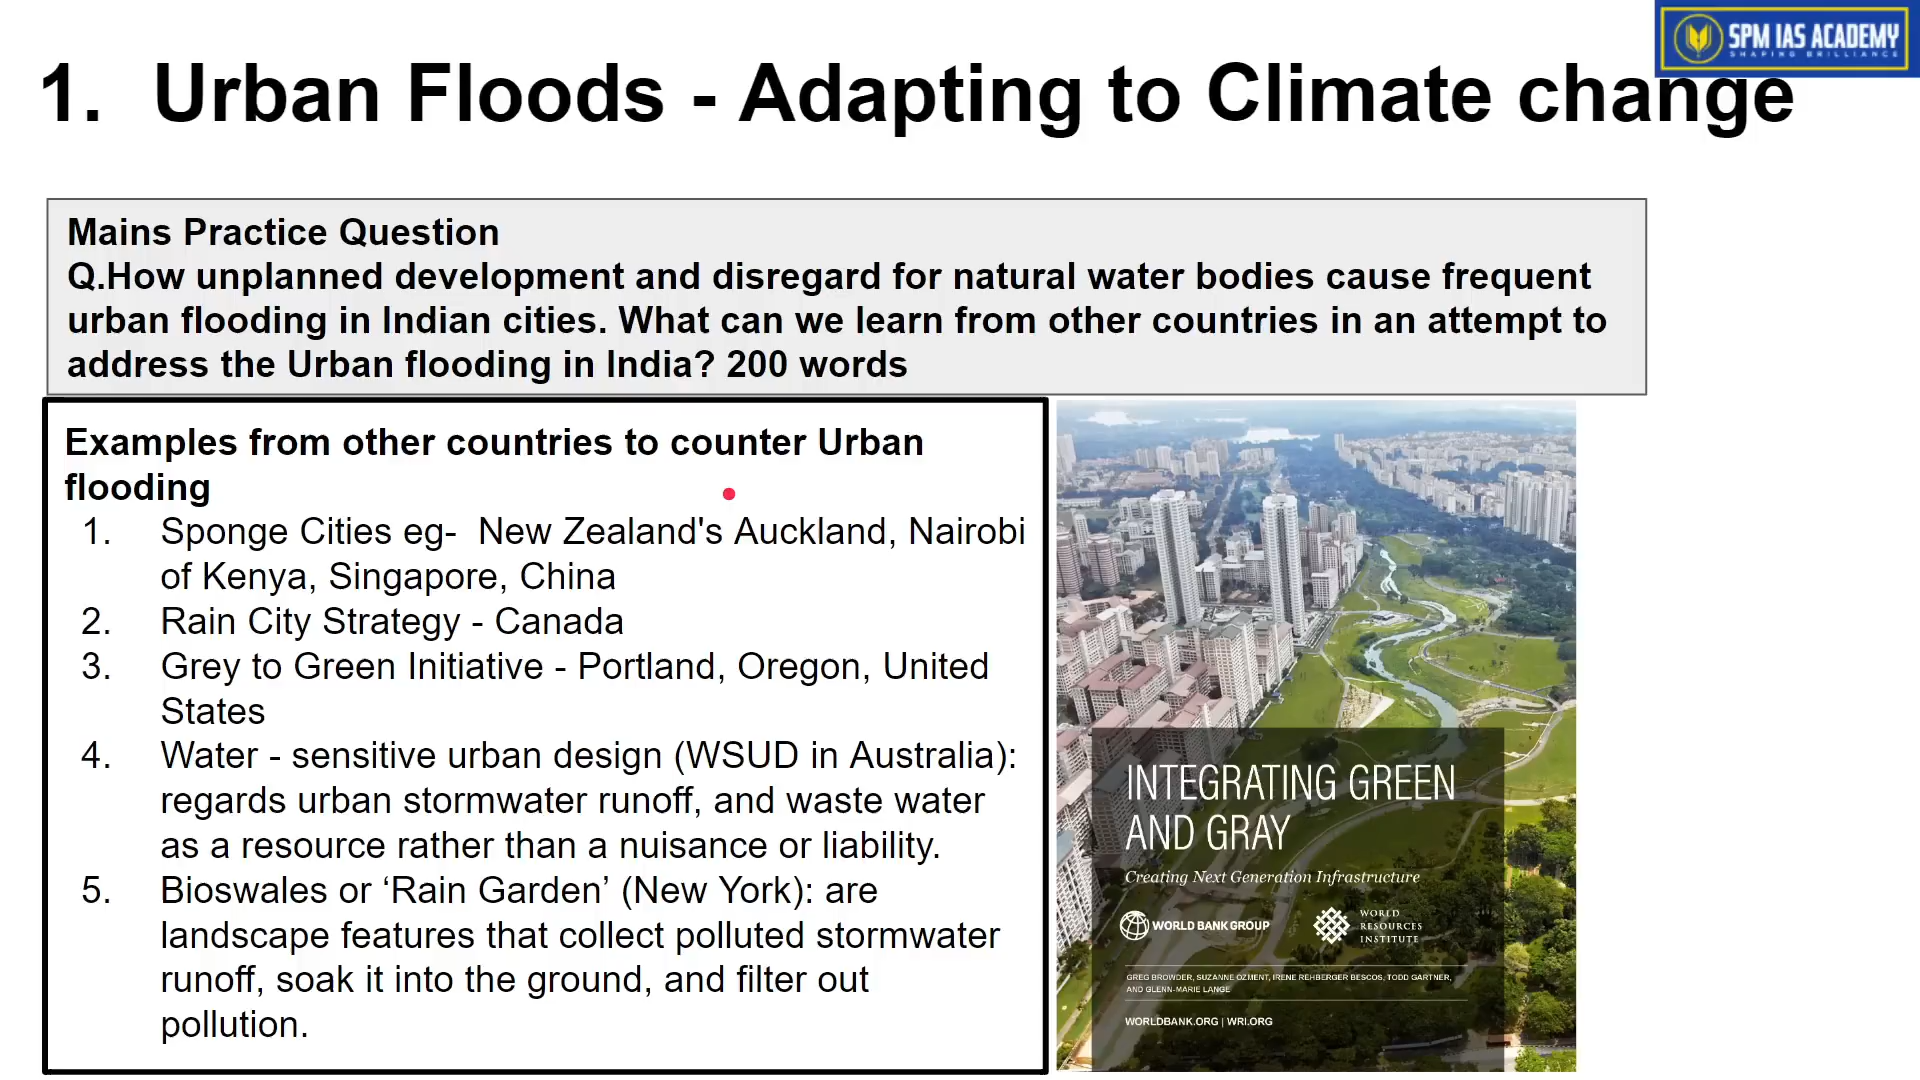 SPM IAS ACADEMY
SHAPING BRILLIANCE
1. Urban Floods - Adapting to Climate change
Mains Practice Question
Q.How unplanned development and disregard for natural water bodies cause frequent
urban flooding in Indian cities. What can we learn from other countries in an attempt to
address the Urban flooding in India? 200 words
Examples from other countries to counter Urban
flooding
1. Sponge Cities eg- New Zealand's Auckland, Nairobi
of Kenya, Singapore, China
2. Rain City Strategy - Canada
3. Grey to Green Initiative - Portland, Oregon, United
States
4. Water - sensitive urban design (WSUD in Australia):
regards urban stormwater runoff, and waste water
as a resource rather than a nuisance or liability.
5. Bioswales or ‘Rain Garden’ (New York): are
landscape features that collect polluted stormwater
runoff, soak it into the ground, and filter out
pollution.
INTEGRATING GREEN
AND GRAY
Creating Next Generation Infrastructure
WORLD BANK GROUP
WORLD
RESOURCES
INSTITUTE
GREG BROWDER, SUZANNE OZMENT, IRENE REHBERGER BESCOS, TODD GARTNER,
AND GLENN-MARIE LANGE
WORLDBANK.ORG | WRI.ORG